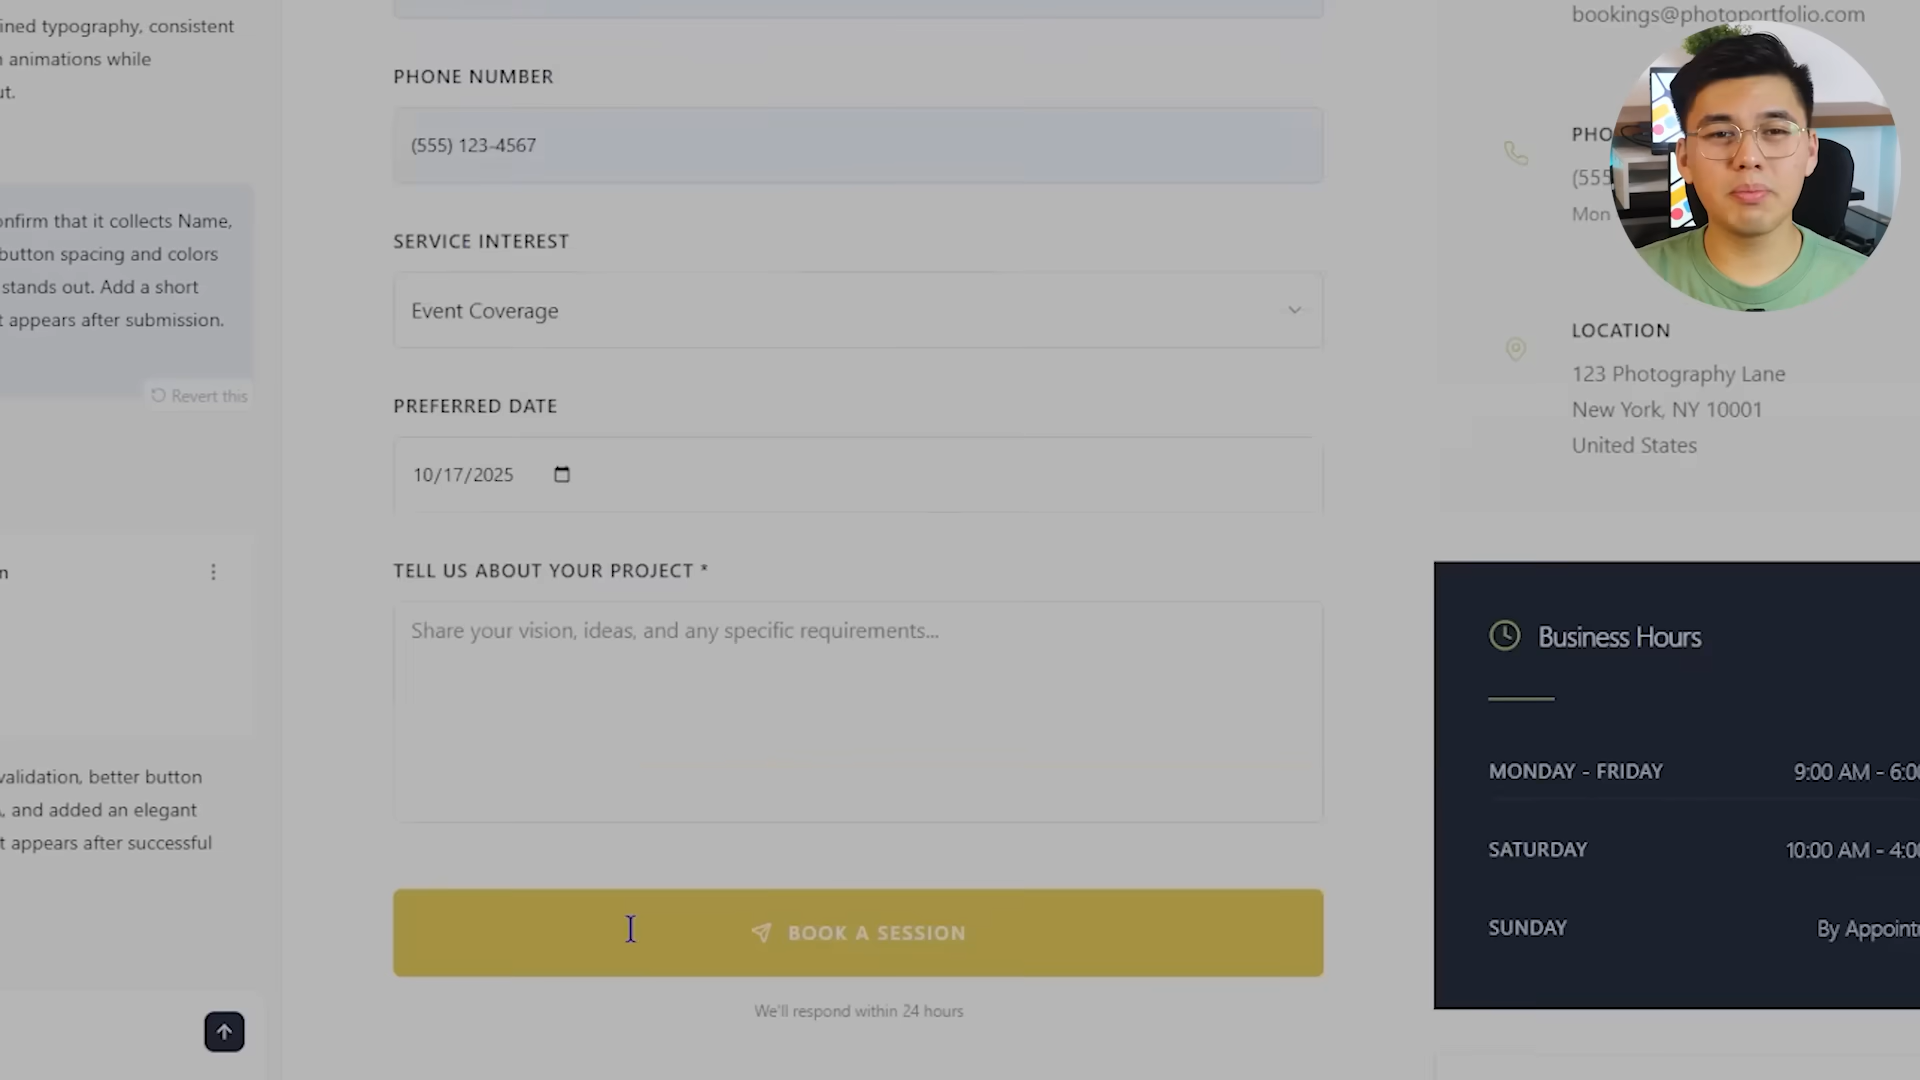 typography, consistent
animations while
onfirm that it collects Name,
button spacing and colors
stands out. Add a short
appears after submission.
Revert this
validation, better button
and added an elegant
appears after successful
PHONE NUMBER
(555) 123-4567
SERVICE INTEREST
Event Coverage
PREFERRED DATE
10/17/2025
TELL US ABOUT YOUR PROJECT *
Share your vision, ideas, and any specific requirements...
BOOK A SESSION
We'll respond within 24 hours
bookings@photoportfolio.com
PHO
(555
Mon
LOCATION
123 Photography Lane
New York, NY 10001
United States
Business Hours
MONDAY - FRIDAY 9:00 AM - 6:00
SATURDAY 10:00 AM - 4:00
SUNDAY By Appoint